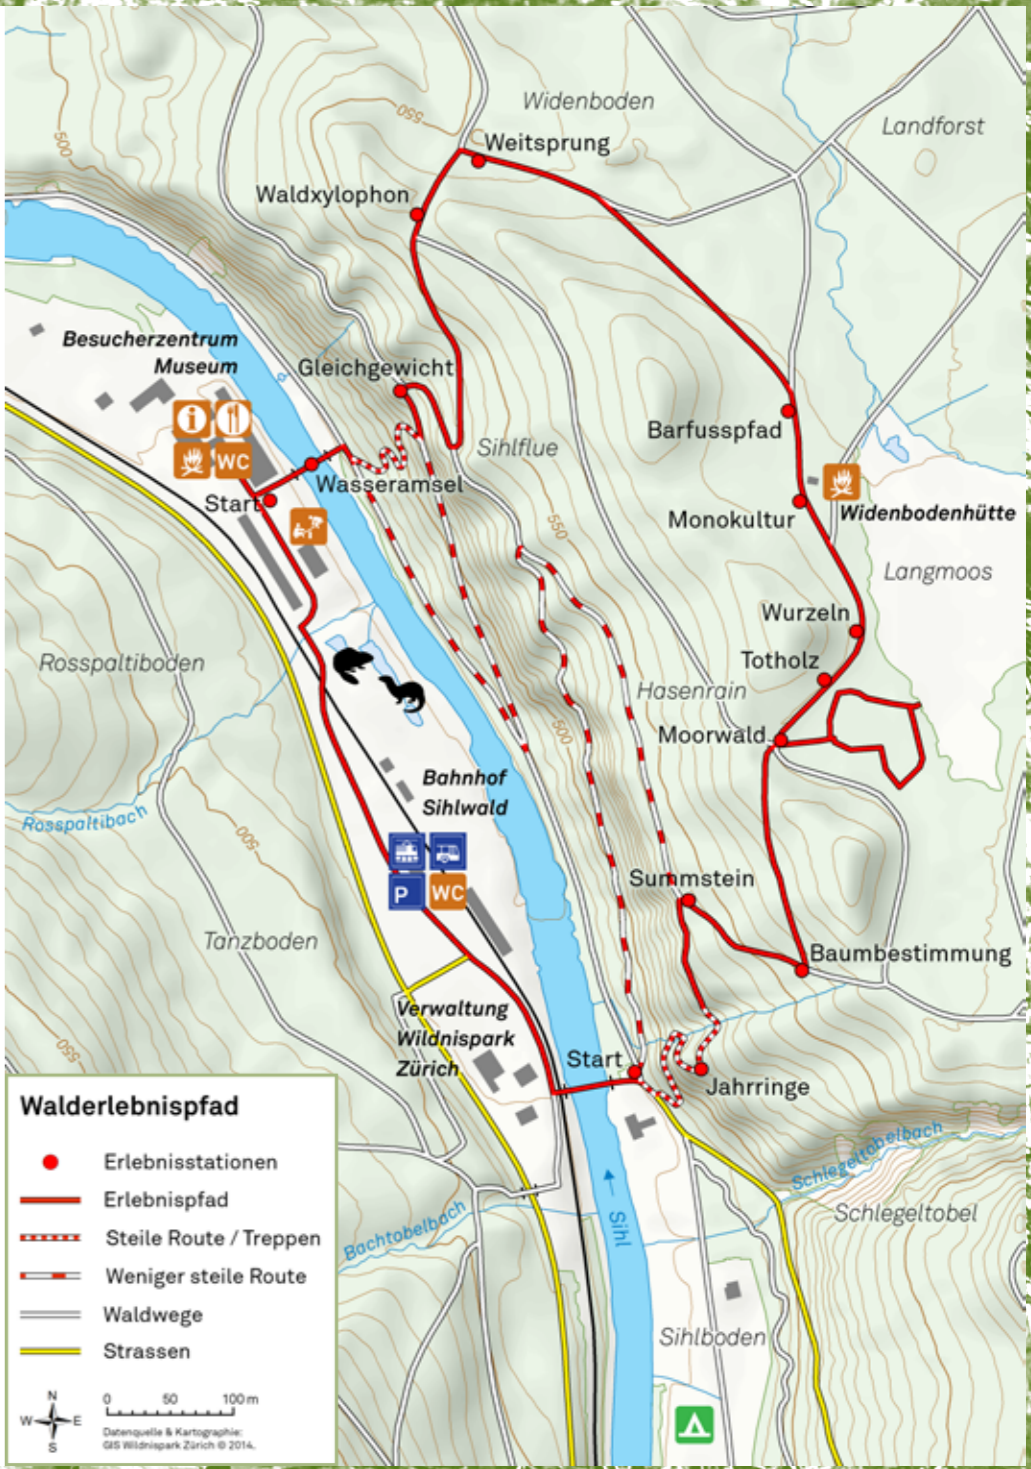 Widenboden
550
Landforst
500
Weitsprung
Waldxylophon
Besucherzentrum
Museum
Gleichgewicht
Sihlflue
Barfusspfad
WC
Wasseramsel
Start
Monokultur
Widenbodenhütte
550
Langmoos
Wurzeln
Totholz
Rosspaltiboden
Hasenrain
Moorwald
500
Bahnhof
Sihlwald
Rosspaltibach
500
P
WC
Summstein
Tanzboden
Baumbestimmung
Verwaltung
Wildnispark
Zürich
550
Start
Jahrringe
Schlegeltobelbach
Schlegeltobel
Bachtobelbach
Sihl
Sihlboden
Walderlebnispfad
Erlebnisstationen
Erlebnispfad
Steile Route / Treppen
Weniger steile Route
Waldwege
Strassen
N
W E
S
0 50 100 m
Datenquelle & Kartographie:
GIS Wildnispark Zürich © 2014.